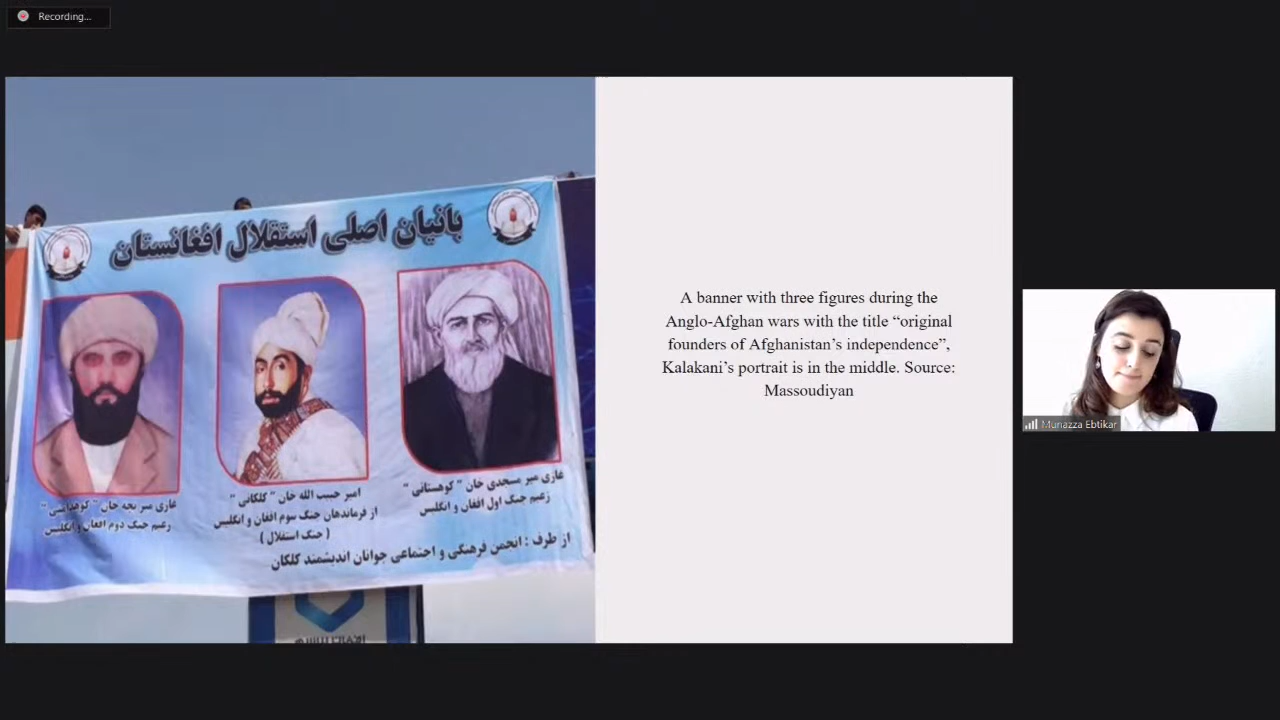 Recording...
بانیان اصلی استقلال افغانستان
غازی میر مسجدی خان "کوهستانی"
زعیم جنگ اول افغان و انگلیس
امیر حبیب الله خان "کلکانی"
از فرماندهان جنگ سوم افغان و انگلیس
( جنگ استقلال )
غازی میر بچه خان "کوهدامنی"
زعیم جنگ دوم افغان و انگلیس
از طرف : انجمن فرهنگی و اجتماعی جوانان اندیشمند کلکان
A banner with three figures during the
Anglo-Afghan wars with the title “original
founders of Afghanistan’s independence”,
Kalakani’s portrait is in the middle. Source:
Massoudiyan
Munazza Ebtikar